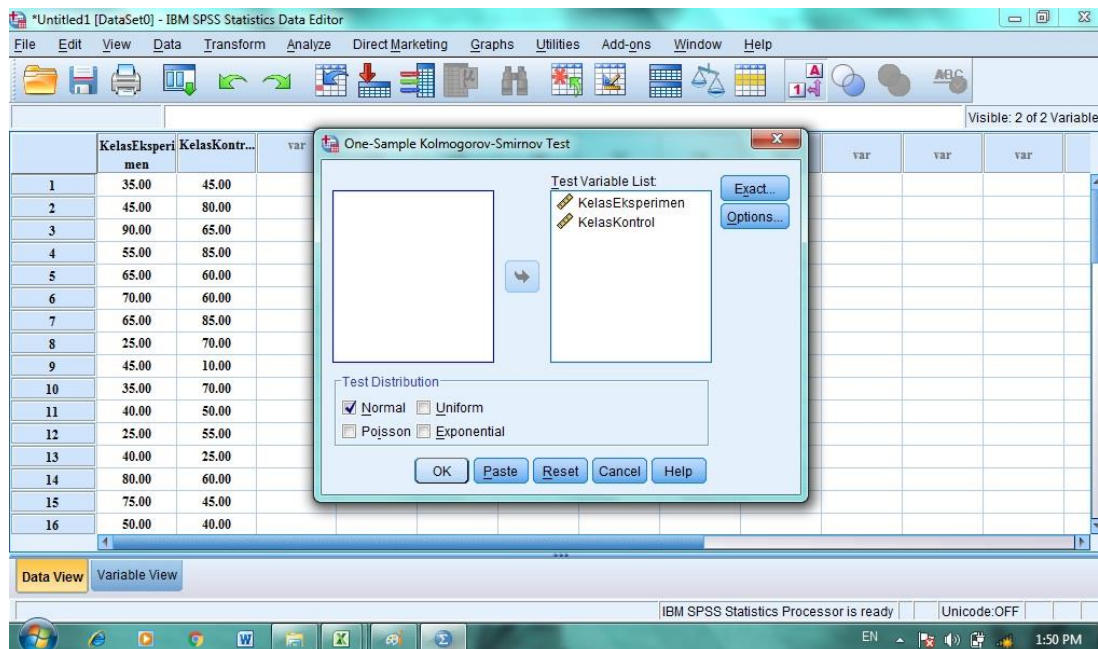 *Untitled1 [DataSet0] - IBM SPSS Statistics Data Editor
File Edit View Data Transform Analyze Direct Marketing Graphs Utilities Add-ons Window Help
A
14
ABC
Visible: 2 of 2 Variable
KelasEksperi
men
KelasKontr...
var
var
var
var
1 35.00 45.00
2 45.00 80.00
3 90.00 65.00
4 55.00 85.00
5 65.00 60.00
6 70.00 60.00
7 65.00 85.00
8 25.00 70.00
9 45.00 10.00
10 35.00 70.00
11 40.00 50.00
12 25.00 55.00
13 40.00 25.00
14 80.00 60.00
15 75.00 45.00
16 50.00 40.00
One-Sample Kolmogorov-Smirnov Test
Test Variable List:
KelasEksperimen
KelasKontrol
Exact...
Options...
Test Distribution
Normal Uniform
Poisson Exponential
OK Paste Reset Cancel Help
Data View Variable View
IBM SPSS Statistics Processor is ready Unicode:OFF
EN 1:50 PM